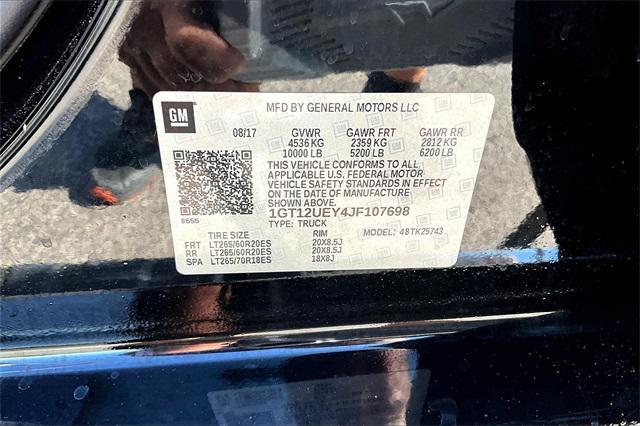 GM
MFD BY GENERAL MOTORS LLC
08/17 GVWR GAWR FRT GAWR RR
4536 KG 2359 KG 2812 KG
10000 LB 5200 LB 6200 LB
THIS VEHICLE CONFORMS TO ALL
APPLICABLE U.S. FEDERAL MOTOR
VEHICLE SAFETY STANDARDS IN EFFECT
ON THE DATE OF MANUFACTURE
SHOWN ABOVE.
8555 1GT12UEY4JF107698
TYPE: TRUCK MODEL: 48TK25743
TIRE SIZE RIM
FRT LT265/60R20ES 20X8.5J
RR LT265/60R20ES 20X8.5J
SPA LT265/70R18ES 18X8J